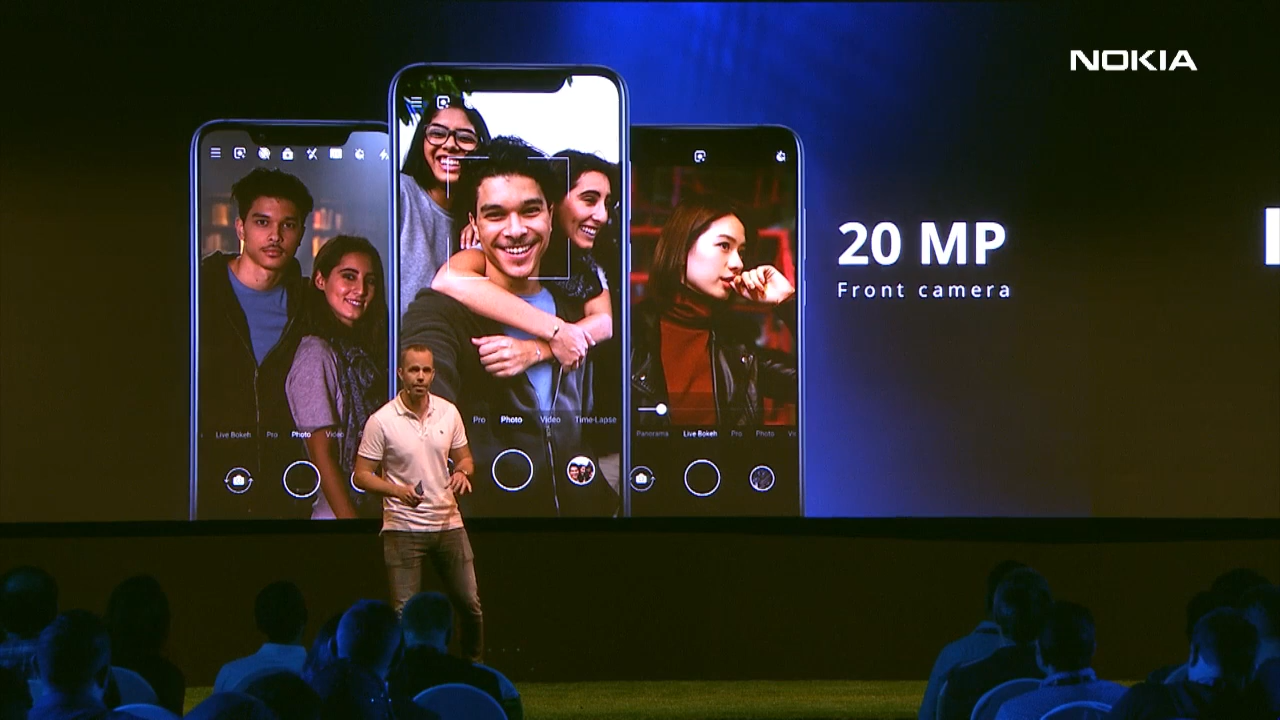 NOKIA
20 MP
Front camera
Live Bokeh Pro Photo Video
Pro Photo Video Time-Lapse
Panorama Live Bokeh Pro Photo